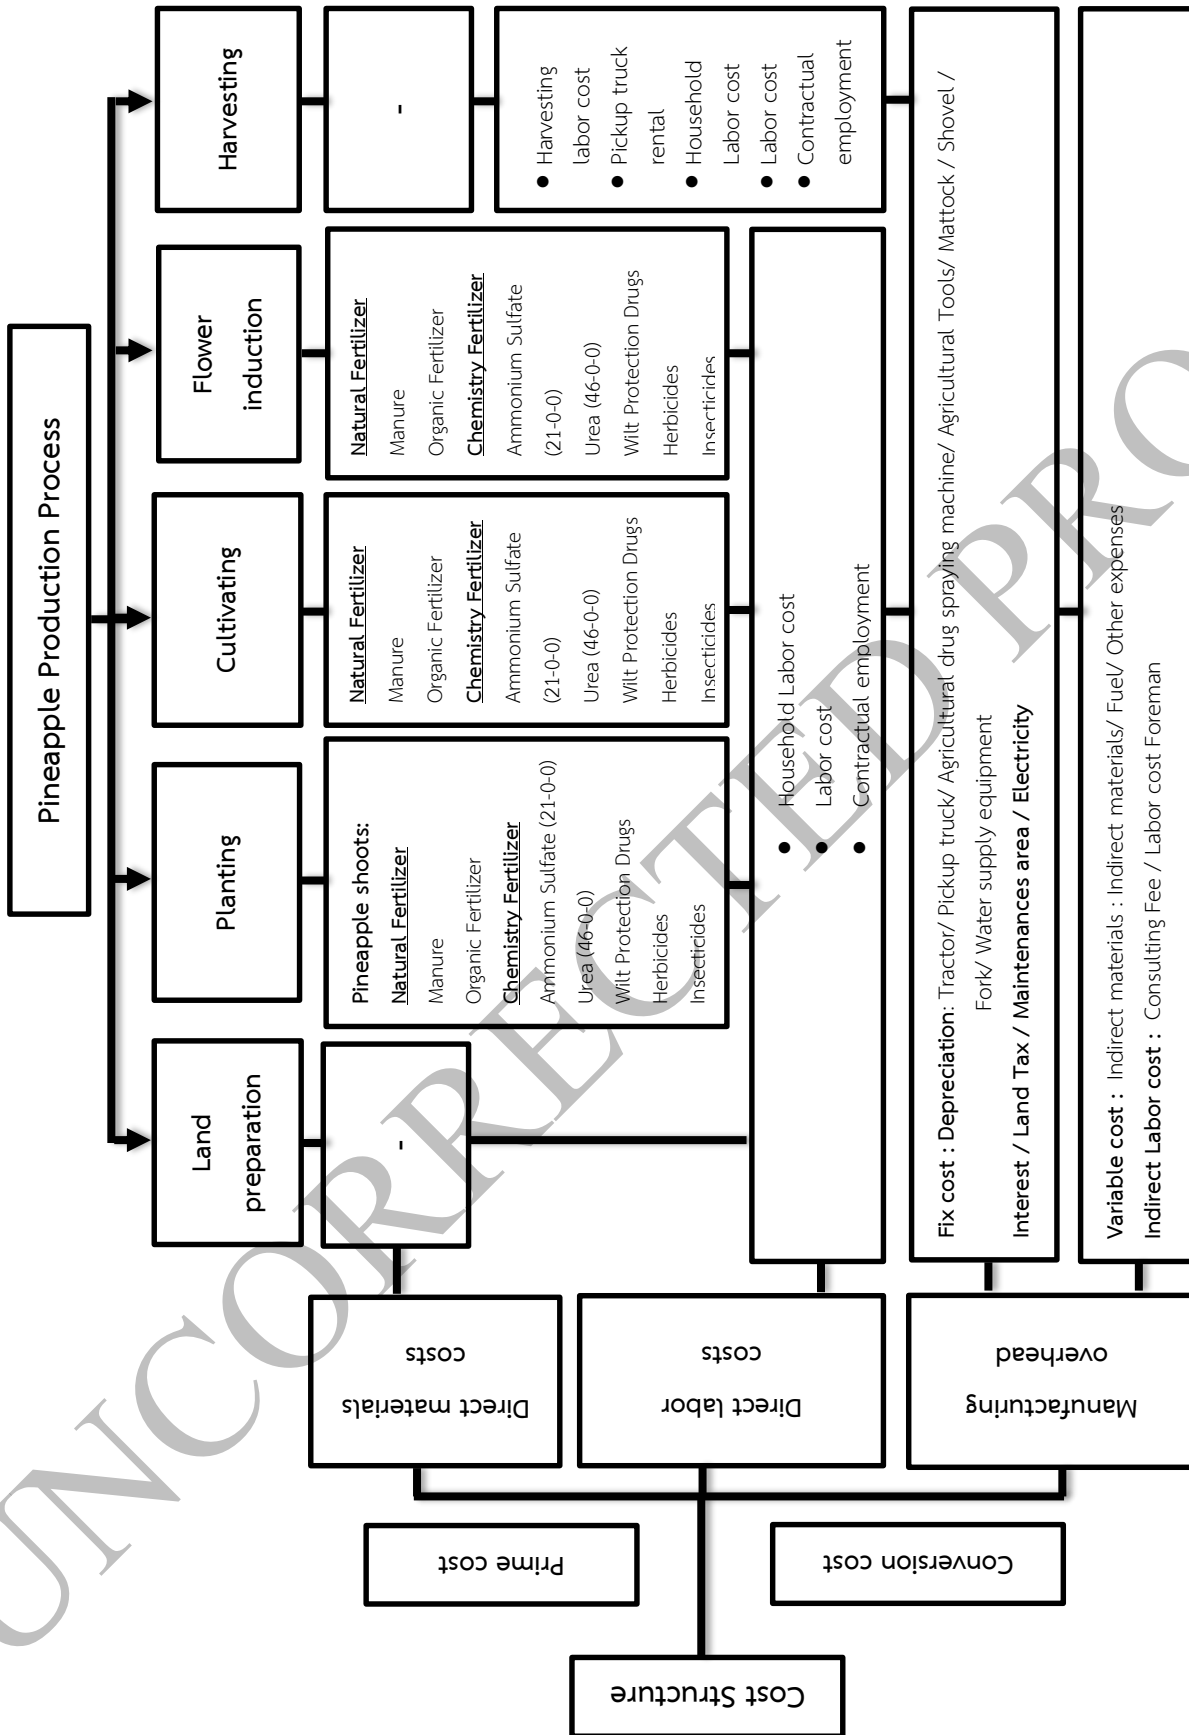 Pineapple Production Process
Land
preparation
Planting
Cultivating
Flower
induction
Harvesting
Direct materials
costs
-
Pineapple shoots:
Natural Fertilizer
Manure
Organic Fertilizer
Chemistry Fertilizer
Ammonium Sulfate (21-0-0)
Urea (46-0-0)
Wilt Protection Drugs
Herbicides
Insecticides
Natural Fertilizer
Manure
Organic Fertilizer
Chemistry Fertilizer
Ammonium Sulfate
(21-0-0)
Urea (46-0-0)
Wilt Protection Drugs
Herbicides
Insecticides
Natural Fertilizer
Manure
Organic Fertilizer
Chemistry Fertilizer
Ammonium Sulfate
(21-0-0)
Urea (46-0-0)
Wilt Protection Drugs
Herbicides
Insecticides
-
Direct labor
costs
● Household Labor cost
● Labor cost
● Contractual employment
● Harvesting
labor cost
● Pickup truck
rental
● Household
Labor cost
● Labor cost
● Contractual
employment
Manufacturing
overhead
Fix cost : Depreciation: Tractor/ Pickup truck/ Agricultural drug spraying machine/ Agricultural Tools/ Mattock / Shovel /
Fork/ Water supply equipment
Interest / Land Tax / Maintenances area / Electricity
Variable cost : Indirect materials : Indirect materials/ Fuel/ Other expenses
Indirect Labor cost : Consulting Fee / Labor cost Foreman
Prime cost
Conversion cost
Cost Structure
UNCORRECTED PRO